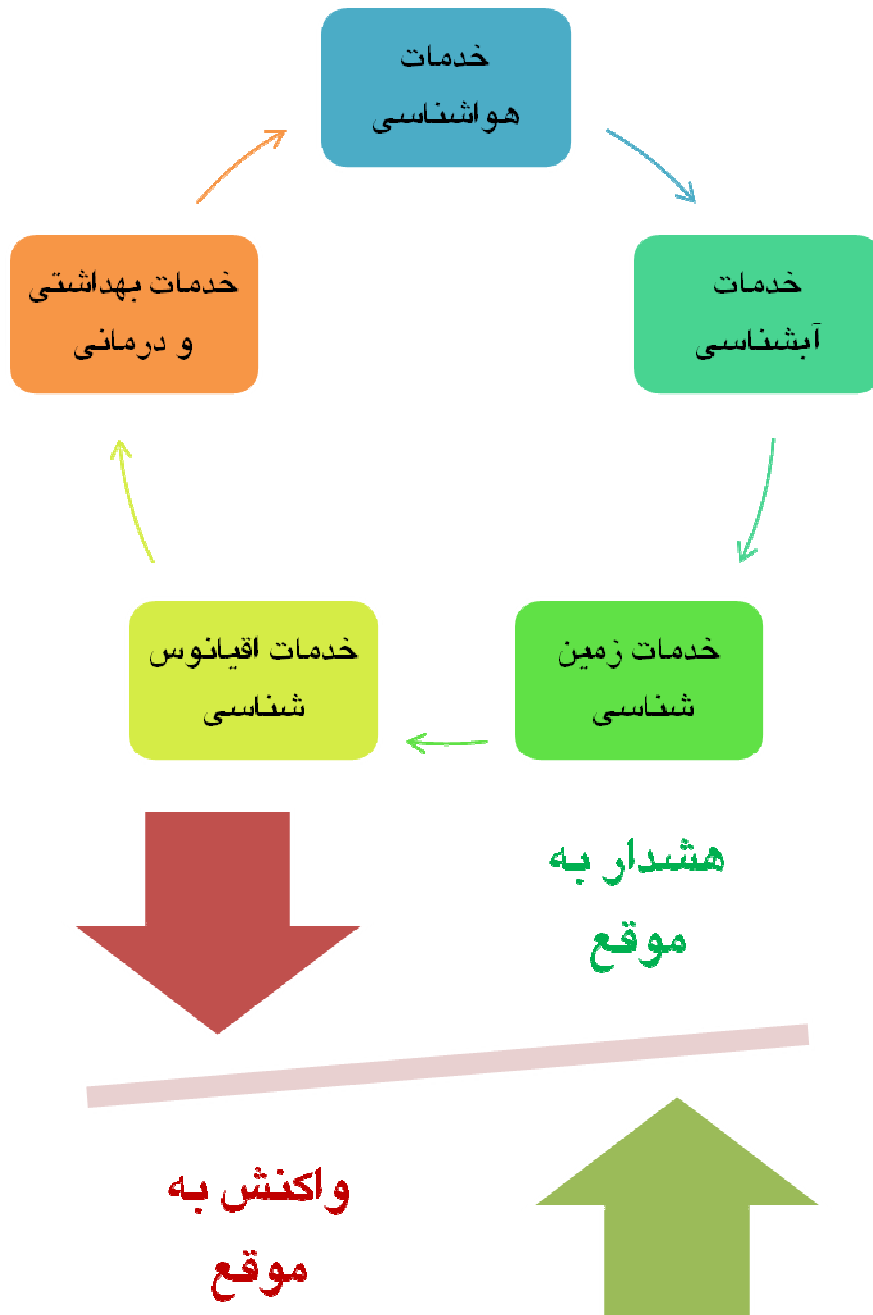 خدمات
هواشناسی
خدمات بهداشتی
و درمانی
خدمات
آبشناسی
خدمات اقیانوس
شناسی
خدمات زمین
شناسی
هشدار به
موقع
واکنش به
موقع